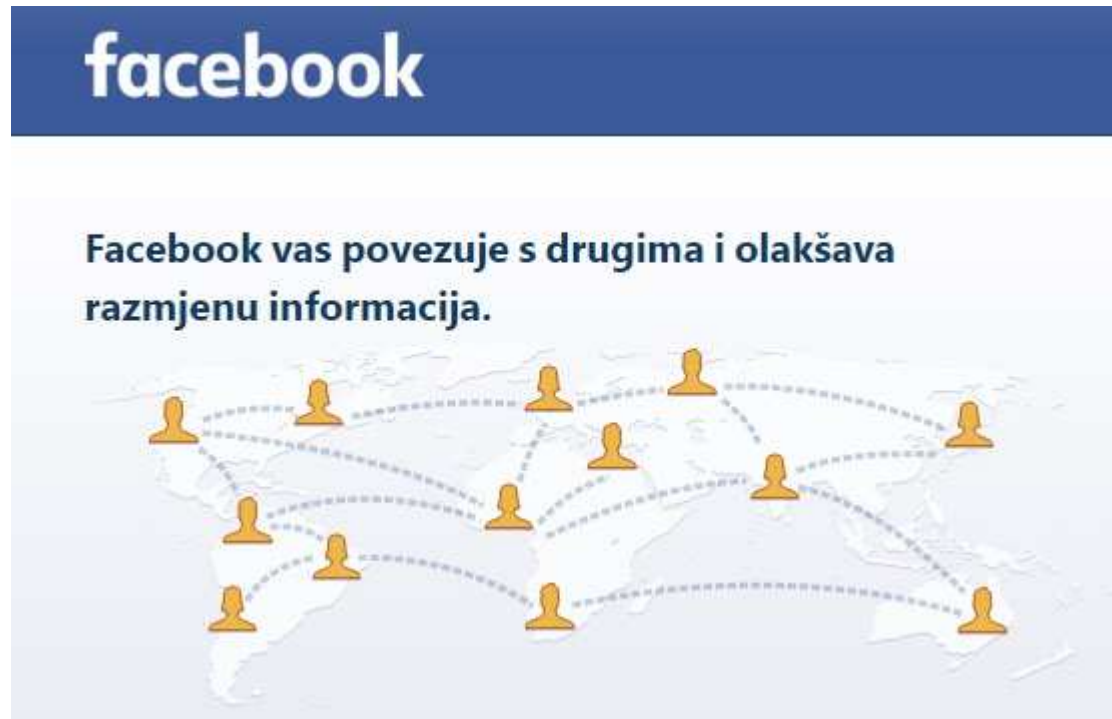 facebook
Facebook vas povezuje s drugima i olakšava
razmjenu informacija.